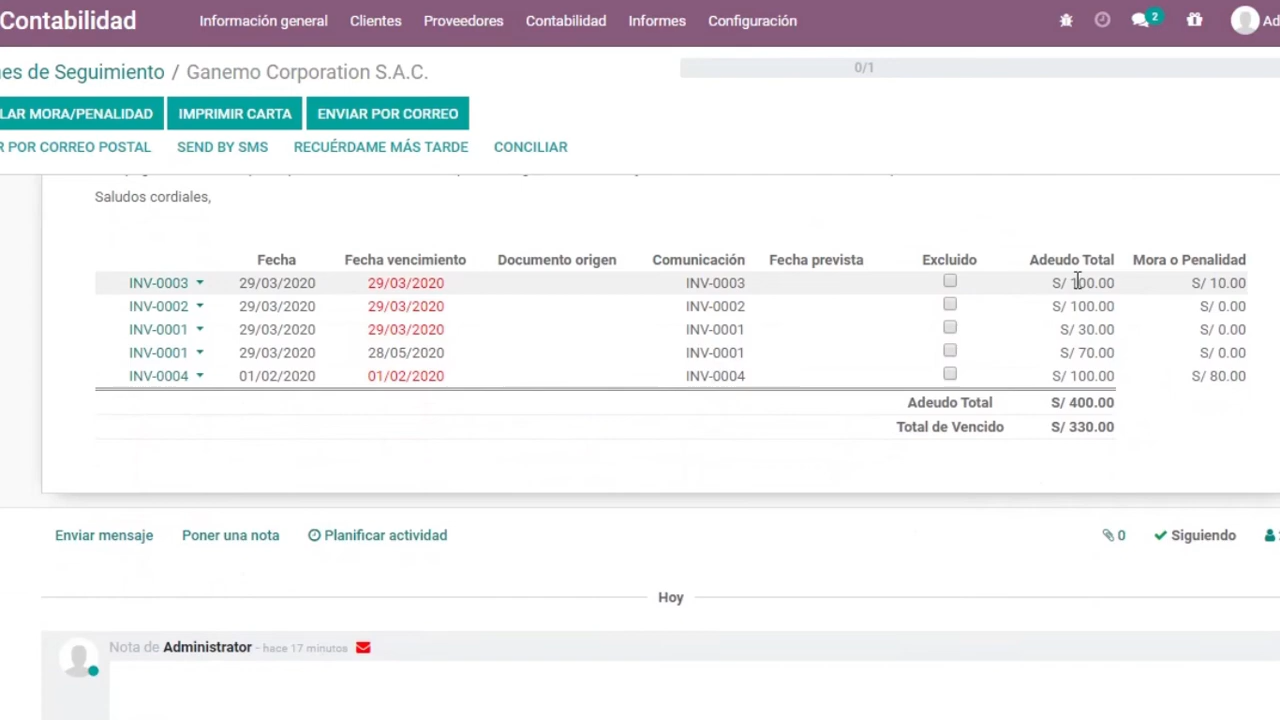 Contabilidad Información general Clientes Proveedores Contabilidad Informes Configuración 2 Ad
nes de Seguimiento / Ganemo Corporation S.A.C. 0/1
LAR MORA/PENALIDAD IMPRIMIR CARTA ENVIAR POR CORREO
R POR CORREO POSTAL SEND BY SMS RECUÉRDAME MÁS TARDE CONCILIAR
Saludos cordiales,
Fecha Fecha vencimiento Documento origen Comunicación Fecha prevista Excluido Adeudo Total Mora o Penalidad
INV-0003 29/03/2020 29/03/2020 INV-0003 S/ 100.00 S/ 10.00
INV-0002 29/03/2020 29/03/2020 INV-0002 S/ 100.00 S/ 0.00
INV-0001 29/03/2020 29/03/2020 INV-0001 S/ 30.00 S/ 0.00
INV-0001 29/03/2020 28/05/2020 INV-0001 S/ 70.00 S/ 0.00
INV-0004 01/02/2020 01/02/2020 INV-0004 S/ 100.00 S/ 80.00
Adeudo Total S/ 400.00
Total de Vencido S/ 330.00
Enviar mensaje Poner una nota Planificar actividad 0 Siguiendo
Hoy
Nota de Administrator - hace 17 minutos